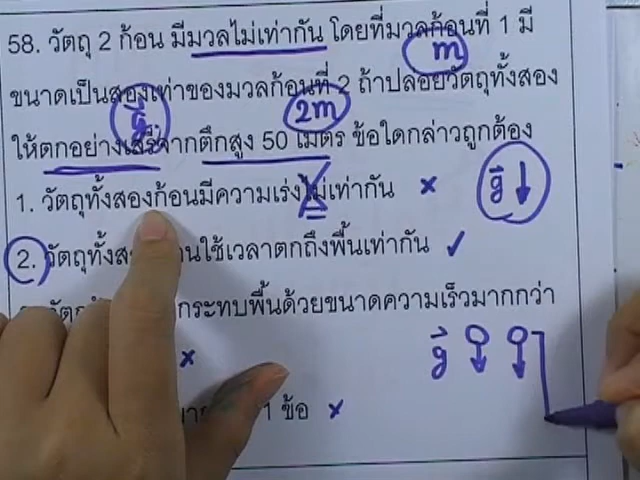 58. วัตถุ 2 ก้อน มีมวลไม่เท่ากัน โดยที่มวลก้อนที่ 1 มี
m
ขนาดเป็นสองเท่าของมวลก้อนที่ 2 ถ้าปล่อยวัตถุทั้งสอง
g 2m
ให้ตกอย่างเสรีจากตึกสูง 50 เมตร ข้อใดกล่าวถูกต้อง
1. วัตถุทั้งสองก้อนมีความเร่งไม่เท่ากัน × g ↓
2. วัตถุทั้งสองก้อนใช้เวลาตกถึงพื้นเท่ากัน ✓
กระทบพื้นด้วยขนาดความเร็วมากกว่า
× g
1 ข้อ ×